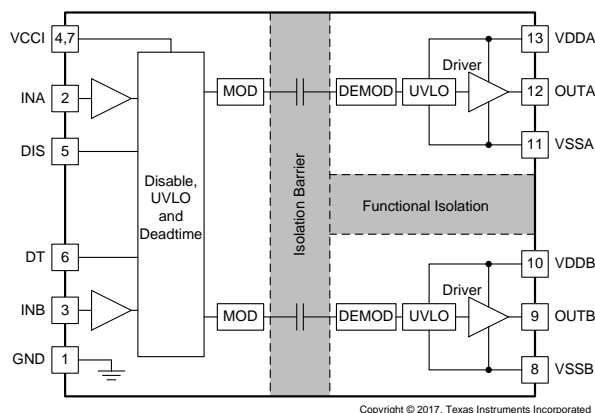 VCCI 4,7
13 VDDA
Driver
INA 2
MOD
DEMOD
UVLO
12 OUTA
DIS 5
11 VSSA
Disable,
UVLO
and
Deadtime
Isolation Barrier
Functional Isolation
DT 6
10 VDDB
Driver
INB 3
MOD
DEMOD
UVLO
9 OUTB
GND 1
8 VSSB
Copyright © 2017, Texas Instruments Incorporated